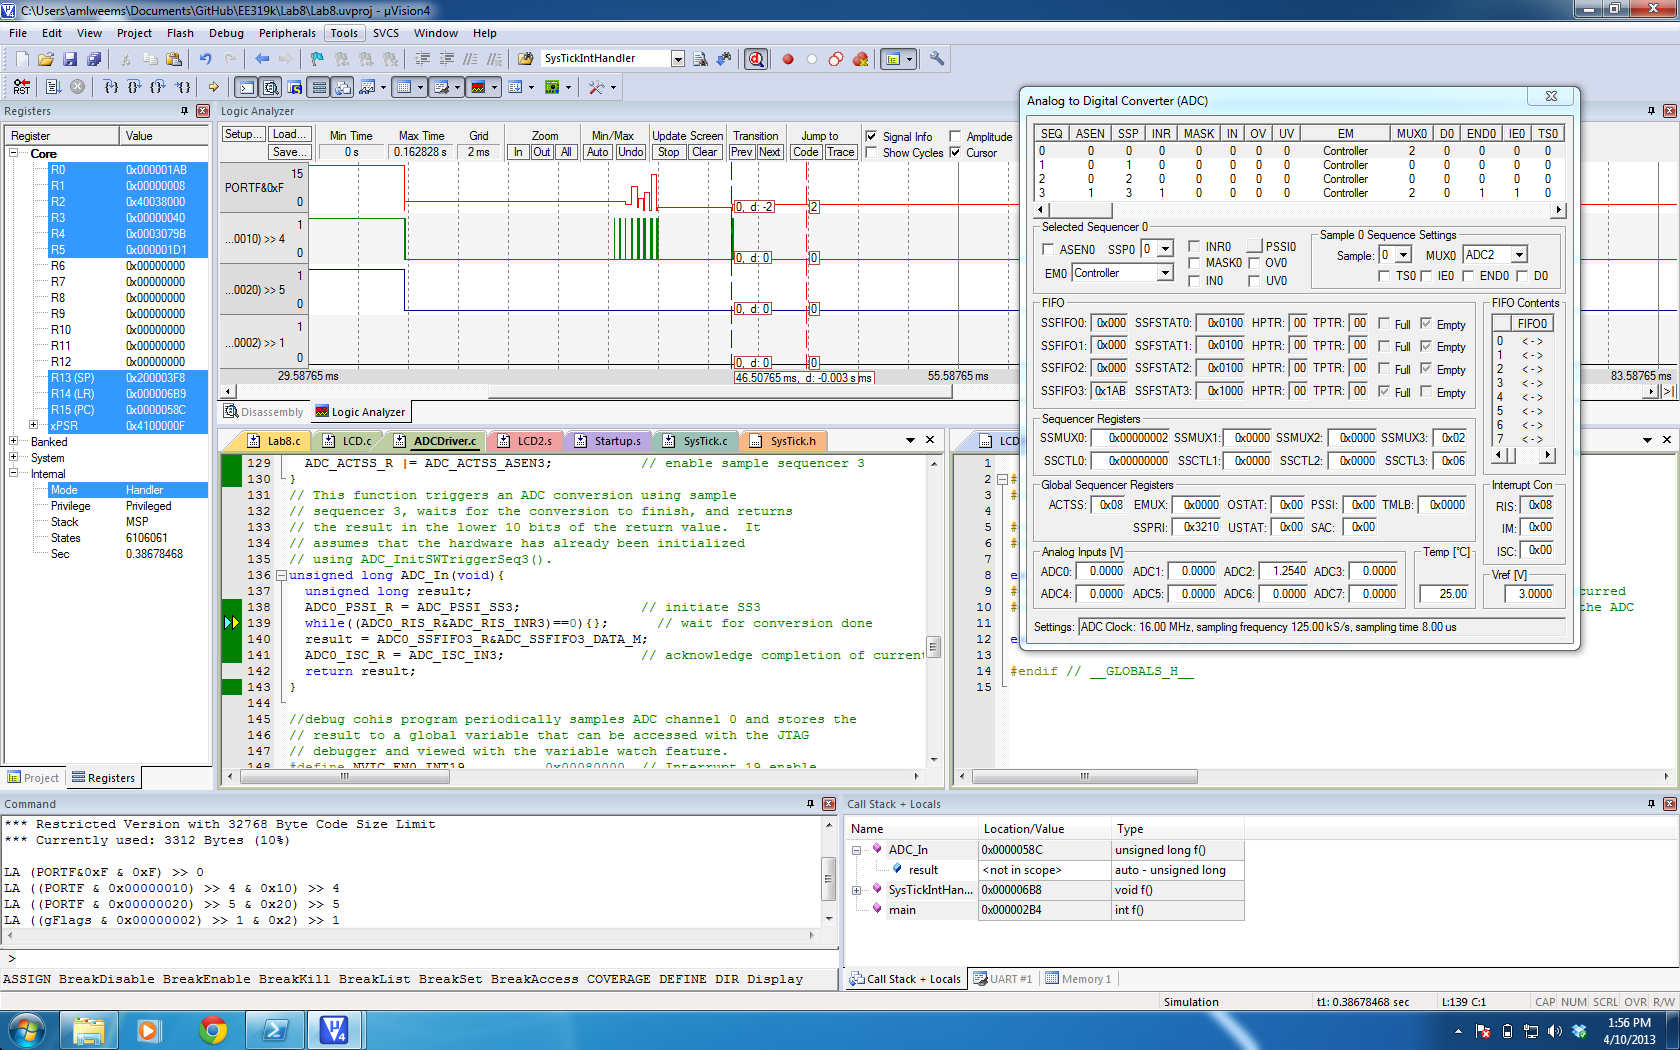 C:\Users\amlweems\Documents\GitHub\EE319k\Lab8\Lab8.uvproj - µVision4
File Edit View Project Flash Debug Peripherals Tools SVCS Window Help
SysTickIntHandler
Registers
Register Value
Core
R0 0x000001AB
R1 0x00000008
R2 0x40038000
R3 0x00000040
R4 0x0003079B
R5 0x000001D1
R6 0x00000000
R7 0x00000000
R8 0x00000000
R9 0x00000000
R10 0x00000000
R11 0x00000000
R12 0x00000000
R13 (SP) 0x200003F8
R14 (LR) 0x000006B9
R15 (PC) 0x0000058C
xPSR 0x4100000F
Banked
System
Internal
Mode Handler
Privilege Privileged
Stack MSP
States 6106061
Sec 0.38678468
Project Registers
Logic Analyzer
Setup... Load... Min Time Max Time Grid Zoom Min/Max Update Screen Transition Jump to Signal Info Amplitude
Save... 0 s 0.162828 s 2 ms In Out All Auto Undo Stop Clear Prev Next Code Trace Show Cycles Cursor
PORTF&0xF 15 0
0, d: -2 2
...0010) >> 4 1 0
0, d: 0 0
...0020) >> 5 1 0
0, d: 0 0
...0002) >> 1 1 0
0, d: 0 0
29.58765 ms 46.50765 ms, d: -0.003 s ms 55.58765 ms 83.58765 ms
Disassembly Logic Analyzer
Lab8.c LCD.c ADCDriver.c LCD2.s Startup.s SysTick.c SysTick.h
129 ADC_ACTSS_R |= ADC_ACTSS_ASEN3; // enable sample sequencer 3
130 }
131 // This function triggers an ADC conversion using sample
132 // sequencer 3, waits for the conversion to finish, and returns
133 // the result in the lower 10 bits of the return value. It
134 // assumes that the hardware has already been initialized
135 // using ADC_InitSWTriggerSeq3().
136 unsigned long ADC_In(void){
137 unsigned long result;
138 ADC0_PSSI_R = ADC_PSSI_SS3; // initiate SS3
139 while((ADC0_RIS_R&ADC_RIS_INR3)==0){}; // wait for conversion done
140 result = ADC0_SSFIFO3_R&ADC_SSFIFO3_DATA_M;
141 ADC0_ISC_R = ADC_ISC_IN3; // acknowledge completion of current
142 return result;
143 }
144
145 //debug cohis program periodically samples ADC channel 0 and stores the
146 // result to a global variable that can be accessed with the JTAG
147 // debugger and viewed with the variable watch feature.
148 #define NVIC_EN0_INT19 0x00080000 // Interrupt 19 enable
LCD
1
2 #
3 #
4
5 #
6 #
7
8 e
9 # curred
10 # the ADC
11
12 e
13
14 #endif // __GLOBALS_H__
15
Analog to Digital Converter (ADC)
SEQ ASEN SSP INR MASK IN OV UV EM MUX0 D0 END0 IE0 TS0
0 0 0 0 0 0 0 0 Controller 2 0 0 0 0
1 0 1 0 0 0 0 0 Controller 0 0 0 0 0
2 0 2 0 0 0 0 0 Controller 0 0 0 0 0
3 1 3 1 0 0 0 0 Controller 2 0 1 1 0
Selected Sequencer 0
ASEN0 SSP0 0 INR0 PSSI0
MASK0 OV0
EM0 Controller IN0 UV0
Sample 0 Sequence Settings
Sample: 0 MUX0 ADC2
TS0 IE0 END0 D0
FIFO
SSFIFO0: 0x000 SSFSTAT0: 0x0100 HPTR: 00 TPTR: 00 Full Empty
SSFIFO1: 0x000 SSFSTAT1: 0x0100 HPTR: 00 TPTR: 00 Full Empty
SSFIFO2: 0x000 SSFSTAT2: 0x0100 HPTR: 00 TPTR: 00 Full Empty
SSFIFO3: 0x1AB SSFSTAT3: 0x1000 HPTR: 00 TPTR: 00 Full Empty
FIFO Contents
FIFO0
0 <->
1 <->
2 <->
3 <->
4 <->
5 <->
6 <->
7 <->
Sequencer Registers
SSMUX0: 0x00000002 SSMUX1: 0x0000 SSMUX2: 0x0000 SSMUX3: 0x02
SSCTL0: 0x00000000 SSCTL1: 0x0000 SSCTL2: 0x0000 SSCTL3: 0x06
Global Sequencer Registers
ACTSS: 0x08 EMUX: 0x0000 OSTAT: 0x00 PSSI: 0x00 TMLB: 0x0000
SSPRI: 0x3210 USTAT: 0x00 SAC: 0x00
Interrupt Con
RIS: 0x08
IM: 0x00
ISC: 0x00
Analog Inputs [V]
ADC0: 0.0000 ADC1: 0.0000 ADC2: 1.2540 ADC3: 0.0000
ADC4: 0.0000 ADC5: 0.0000 ADC6: 0.0000 ADC7: 0.0000
Temp [°C]
25.00
Vref [V]
3.0000
Settings: ADC Clock: 16.00 MHz, sampling frequency 125.00 kS/s, sampling time 8.00 us
Command
*** Restricted Version with 32768 Byte Code Size Limit
*** Currently used: 3312 Bytes (10%)
LA (PORTF&0xF & 0xF) >> 0
LA ((PORTF & 0x00000010) >> 4 & 0x10) >> 4
LA ((PORTF & 0x00000020) >> 5 & 0x20) >> 5
LA ((gFlags & 0x00000002) >> 1 & 0x2) >> 1
>
ASSIGN BreakDisable BreakEnable BreakKill BreakList BreakSet BreakAccess COVERAGE DEFINE DIR Display
Call Stack + Locals
Name Location/Value Type
ADC_In 0x0000058C unsigned long f()
result <not in scope> auto - unsigned long
SysTickIntHan... 0x000006B8 void f()
main 0x000002B4 int f()
Call Stack + Locals UART #1 Memory 1
Simulation t1: 0.38678468 sec L:139 C:1 CAP NUM SCRL OVR R/W
1:56 PM
4/10/2013